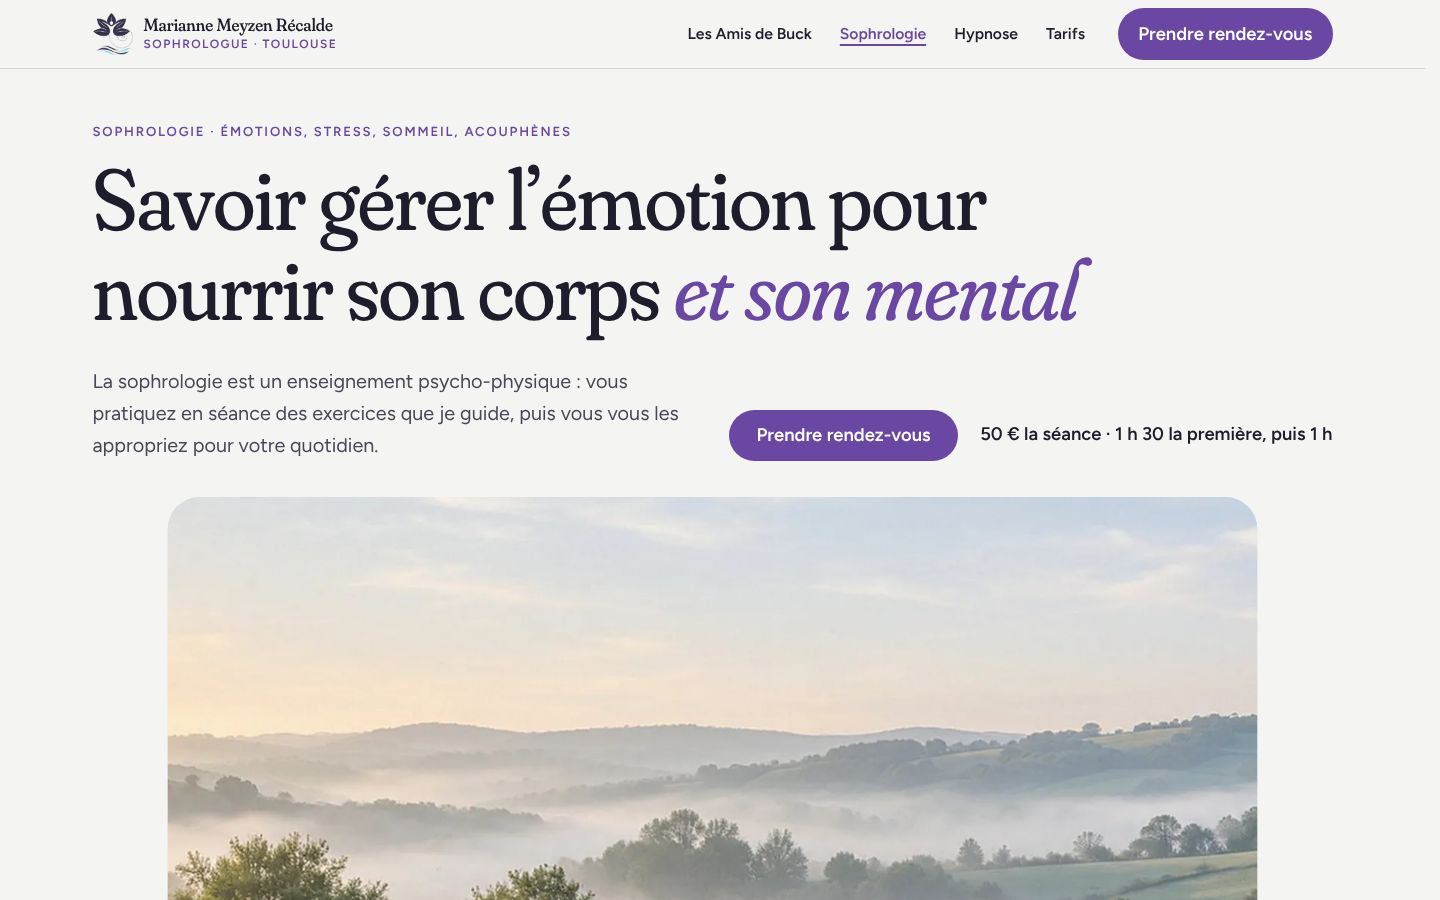 Marianne Meyzen Récalde
SOPHROLOGUE · TOULOUSE
Les Amis de Buck
Sophrologie
Hypnose
Tarifs
Prendre rendez-vous
SOPHROLOGIE · ÉMOTIONS, STRESS, SOMMEIL, ACOUPHÈNES
Savoir gérer l’émotion pour
nourrir son corps et son mental
La sophrologie est un enseignement psycho-physique : vous
pratiquez en séance des exercices que je guide, puis vous vous les
appropriez pour votre quotidien.
Prendre rendez-vous
50 € la séance · 1 h 30 la première, puis 1 h